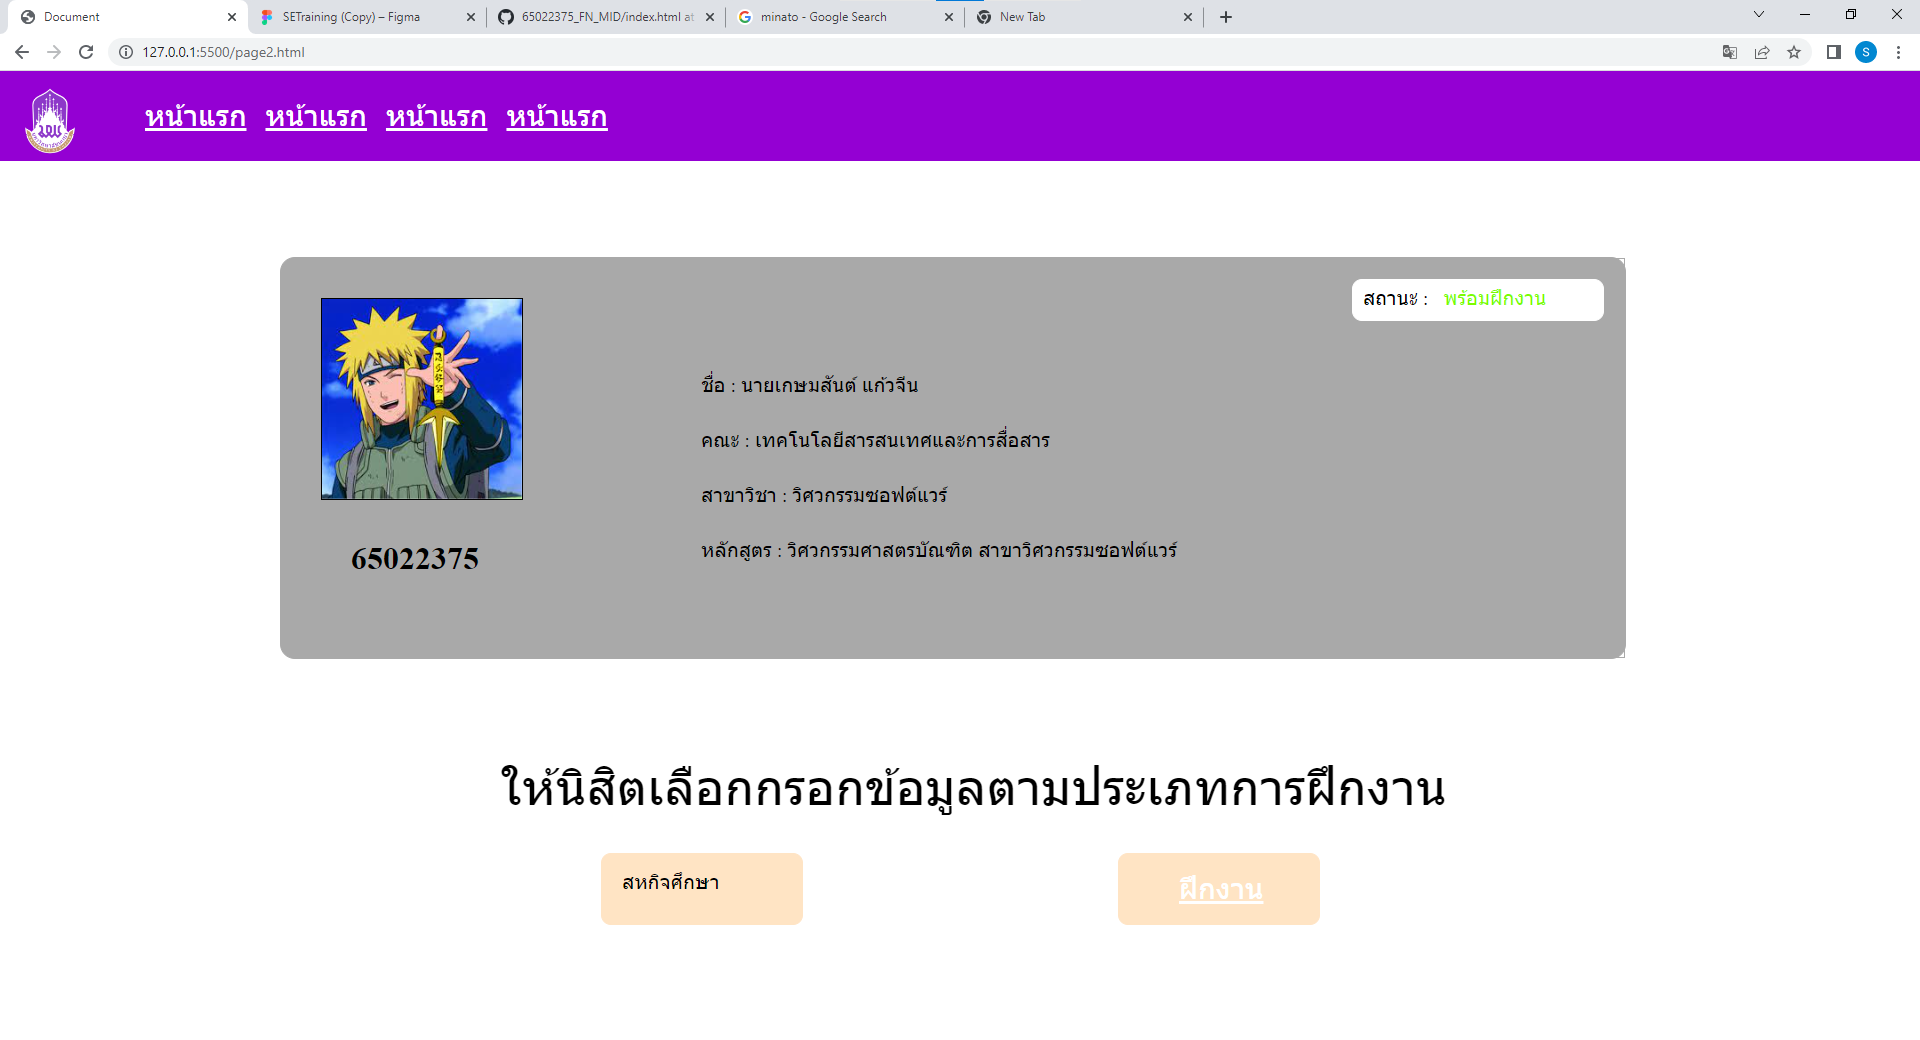 Document
SETraining (Copy) – Figma
65022375_FN_MID/index.html at
minato - Google Search
New Tab
127.0.0.1:5500/page2.html
S
หน้าแรก หน้าแรก หน้าแรก หน้าแรก
สถานะ : พร้อมฝึกงาน
ชื่อ : นายเกษมสันต์ แก้วจีน
คณะ : เทคโนโลยีสารสนเทศและการสื่อสาร
สาขาวิชา : วิศวกรรมซอฟต์แวร์
หลักสูตร : วิศวกรรมศาสตรบัณฑิต สาขาวิศวกรรมซอฟต์แวร์
65022375
ให้นิสิตเลือกกรอกข้อมูลตามประเภทการฝึกงาน
สหกิจศึกษา
ฝึกงาน